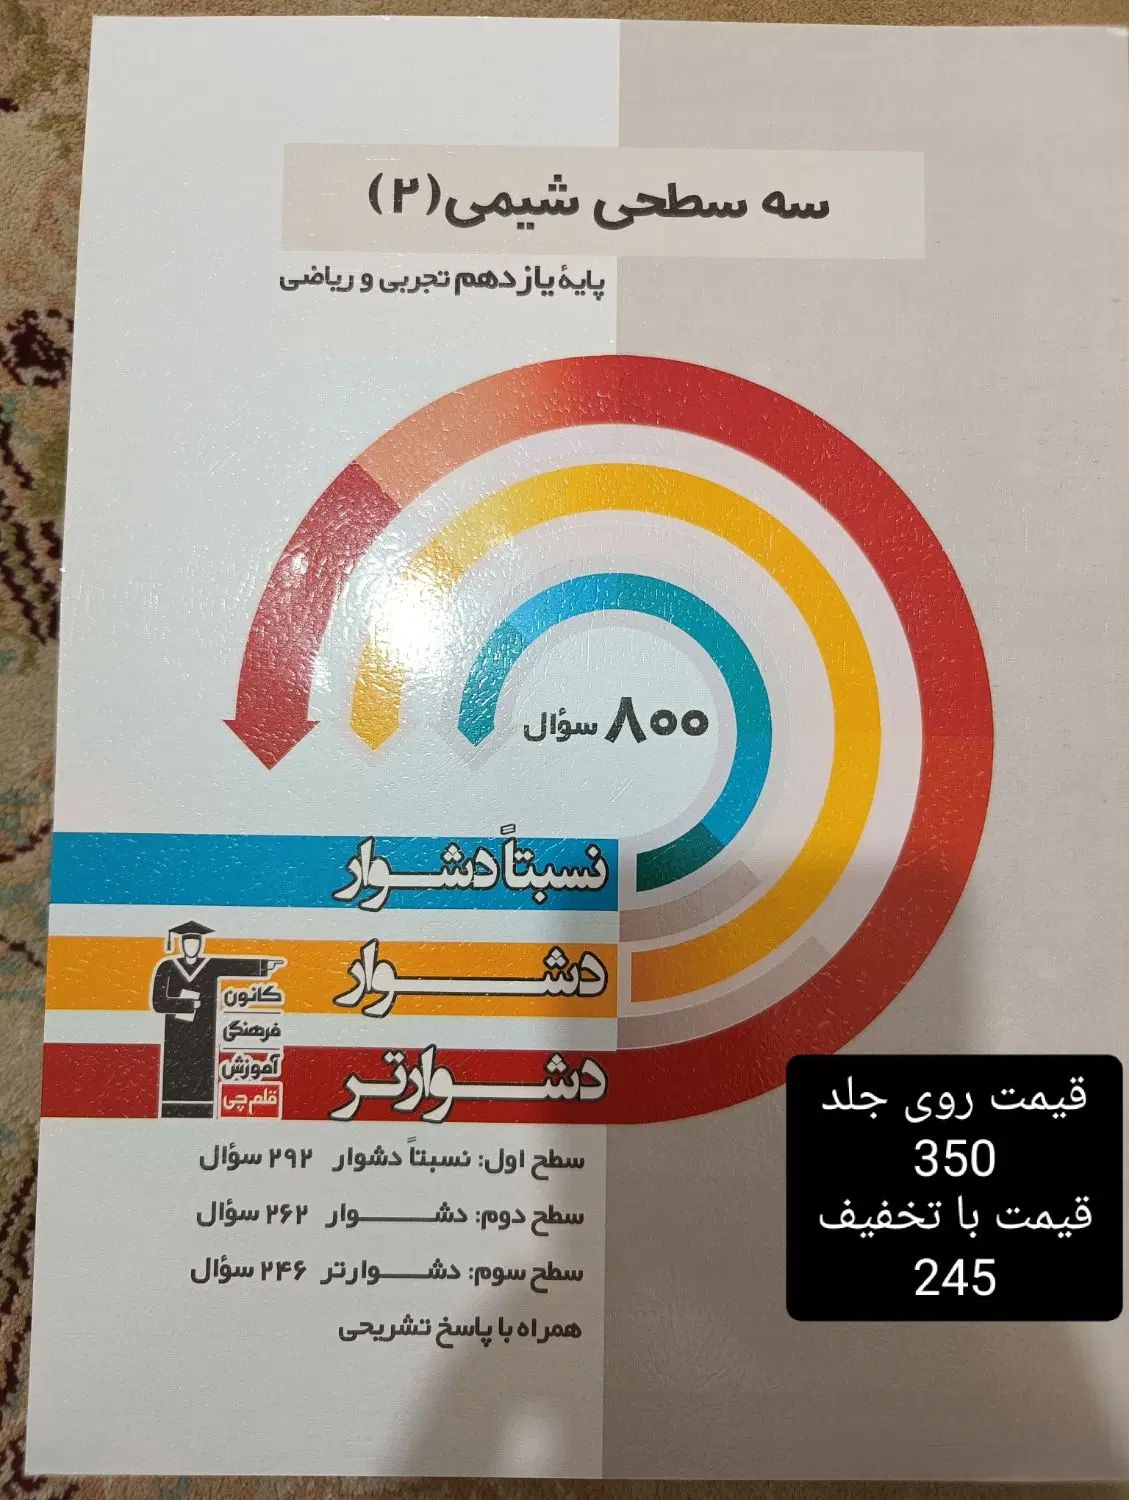 سه سطحی شیمی (۲)
پایهٔ یازدهم تجربی و ریاضی
۸۰۰ سؤال
نسبتاً دشوار
دشوار
دشوارتر
کانون
فرهنگی
آموزش
قلم‌چی
سطح اول: نسبتاً دشوار ۲۹۲ سؤال
سطح دوم: دشوار ۲۶۲ سؤال
سطح سوم: دشوارتر ۲۴۶ سؤال
همراه با پاسخ تشریحی
قیمت روی جلد
350
قیمت با تخفیف
245